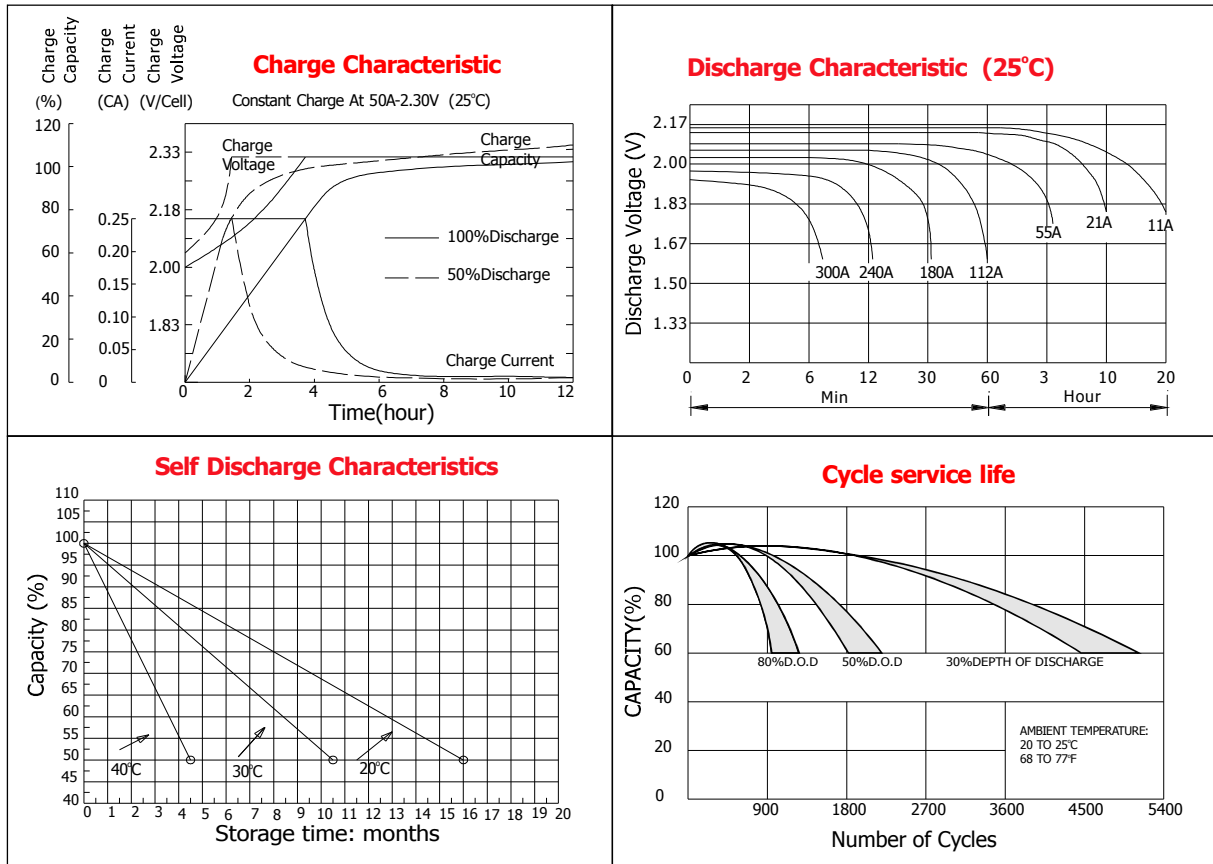 Charge Capacity
Charge Current
Charge Voltage
(%)
(CA)
(V/Cell)
Charge Characteristic
Constant Charge At 50A-2.30V (25°C)
120
100
80
60
40
20
0
0.25
0.20
0.15
0.10
0.05
0
2.33
2.18
2.00
1.83
Charge Voltage
Charge Capacity
100%Discharge
50%Discharge
Charge Current
0 2 4 6 8 10 12
Time(hour)
Discharge Characteristic (25°C)
Discharge Voltage (V)
2.17
2.00
1.83
1.67
1.50
1.33
300A 240A 180A 112A 55A 21A 11A
0 2 6 12 30 60 3 10 20
Min Hour
Self Discharge Characteristics
Capacity (%)
110
105
100
95
90
85
80
75
70
65
60
55
50
45
40
40°C 30°C 20°C
0 1 2 3 4 5 6 7 8 9 10 11 12 13 14 15 16 17 18 19 20
Storage time: months
Cycle service life
CAPACITY(%)
120
100
80
60
40
20
0
80%D.O.D 50%D.O.D 30%DEPTH OF DISCHARGE
AMBIENT TEMPERATURE:
20 TO 25°C
68 TO 77°F
900 1800 2700 3600 4500 5400
Number of Cycles